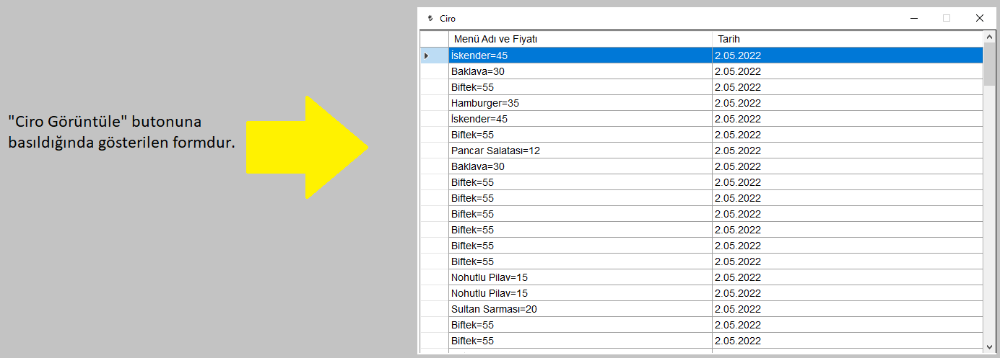 "Ciro Görüntüle" butonuna
basıldığında gösterilen formdur.
₺ Ciro
Menü Adı ve Fiyatı Tarih
İskender=45 2.05.2022
Baklava=30 2.05.2022
Biftek=55 2.05.2022
Hamburger=35 2.05.2022
İskender=45 2.05.2022
Biftek=55 2.05.2022
Pancar Salatası=12 2.05.2022
Baklava=30 2.05.2022
Biftek=55 2.05.2022
Biftek=55 2.05.2022
Biftek=55 2.05.2022
Biftek=55 2.05.2022
Biftek=55 2.05.2022
Biftek=55 2.05.2022
Nohutlu Pilav=15 2.05.2022
Nohutlu Pilav=15 2.05.2022
Sultan Sarması=20 2.05.2022
Biftek=55 2.05.2022
Biftek=55 2.05.2022